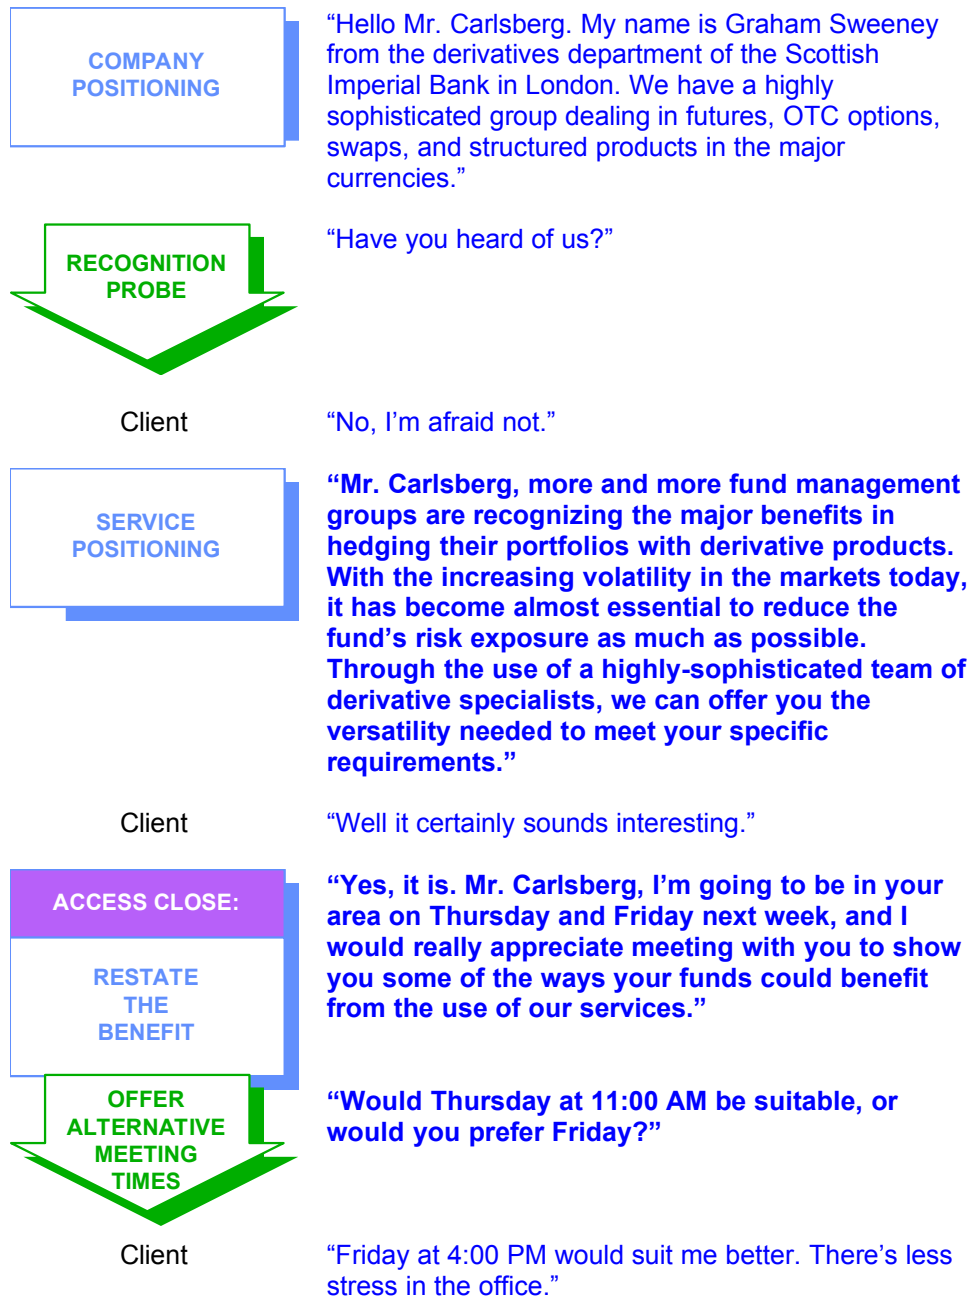 COMPANY
POSITIONING
“Hello Mr. Carlsberg. My name is Graham Sweeney
from the derivatives department of the Scottish
Imperial Bank in London. We have a highly
sophisticated group dealing in futures, OTC options,
swaps, and structured products in the major
currencies.”
RECOGNITION
PROBE
“Have you heard of us?”
Client
“No, I’m afraid not.”
SERVICE
POSITIONING
“Mr. Carlsberg, more and more fund management
groups are recognizing the major benefits in
hedging their portfolios with derivative products.
With the increasing volatility in the markets today,
it has become almost essential to reduce the
fund’s risk exposure as much as possible.
Through the use of a highly-sophisticated team of
derivative specialists, we can offer you the
versatility needed to meet your specific
requirements.”
Client
“Well it certainly sounds interesting.”
ACCESS CLOSE:
RESTATE
THE
BENEFIT
“Yes, it is. Mr. Carlsberg, I’m going to be in your
area on Thursday and Friday next week, and I
would really appreciate meeting with you to show
you some of the ways your funds could benefit
from the use of our services.”
OFFER
ALTERNATIVE
MEETING
TIMES
“Would Thursday at 11:00 AM be suitable, or
would you prefer Friday?”
Client
“Friday at 4:00 PM would suit me better. There’s less
stress in the office.”